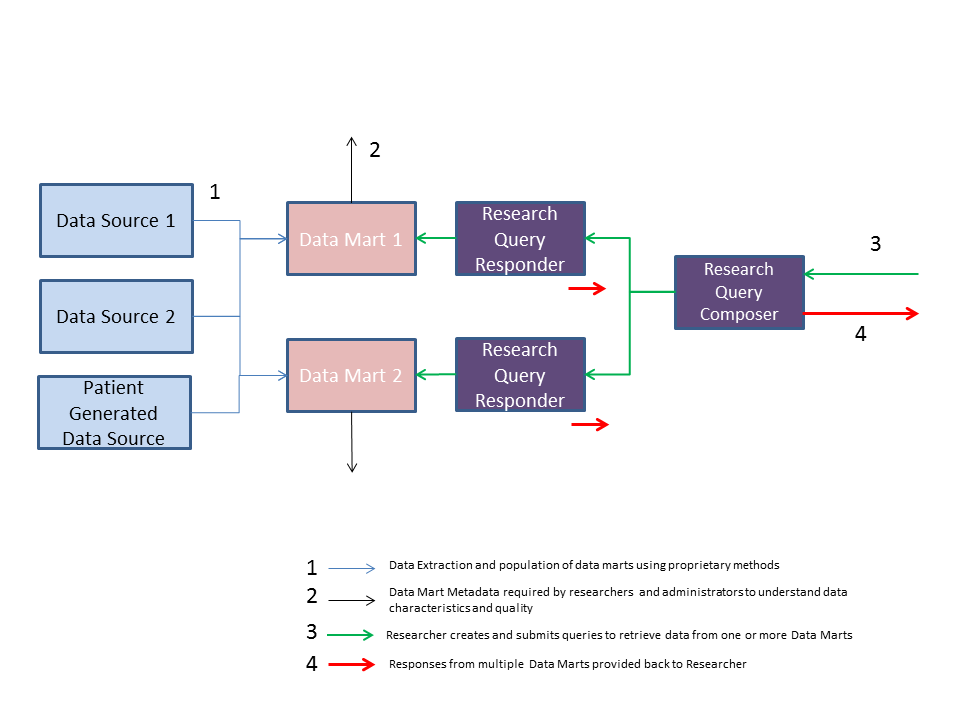 2
1
Data Source 1
Data Mart 1
Research
Query
Responder
3
Research
Query
Composer
4
Data Source 2
Data Mart 2
Research
Query
Responder
Patient
Generated
Data Source
1 Data Extraction and population of data marts using proprietary methods
2 Data Mart Metadata required by researchers and administrators to understand data
characteristics and quality
3 Researcher creates and submits queries to retrieve data from one or more Data Marts
4 Responses from multiple Data Marts provided back to Researcher